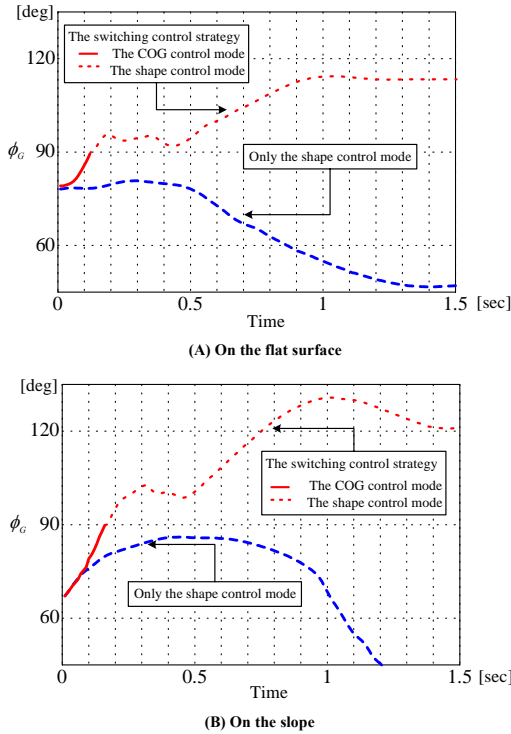 [deg]
The switching control strategy
The COG control mode
The shape control mode
120
ϕG
90
Only the shape control mode
60
0
0.5
1
1.5
[sec]
Time
(A) On the flat surface
[deg]
120
The switching control strategy
The COG control mode
The shape control mode
ϕG
90
Only the shape control mode
60
0
0.5
1
1.5
[sec]
Time
(B) On the slope